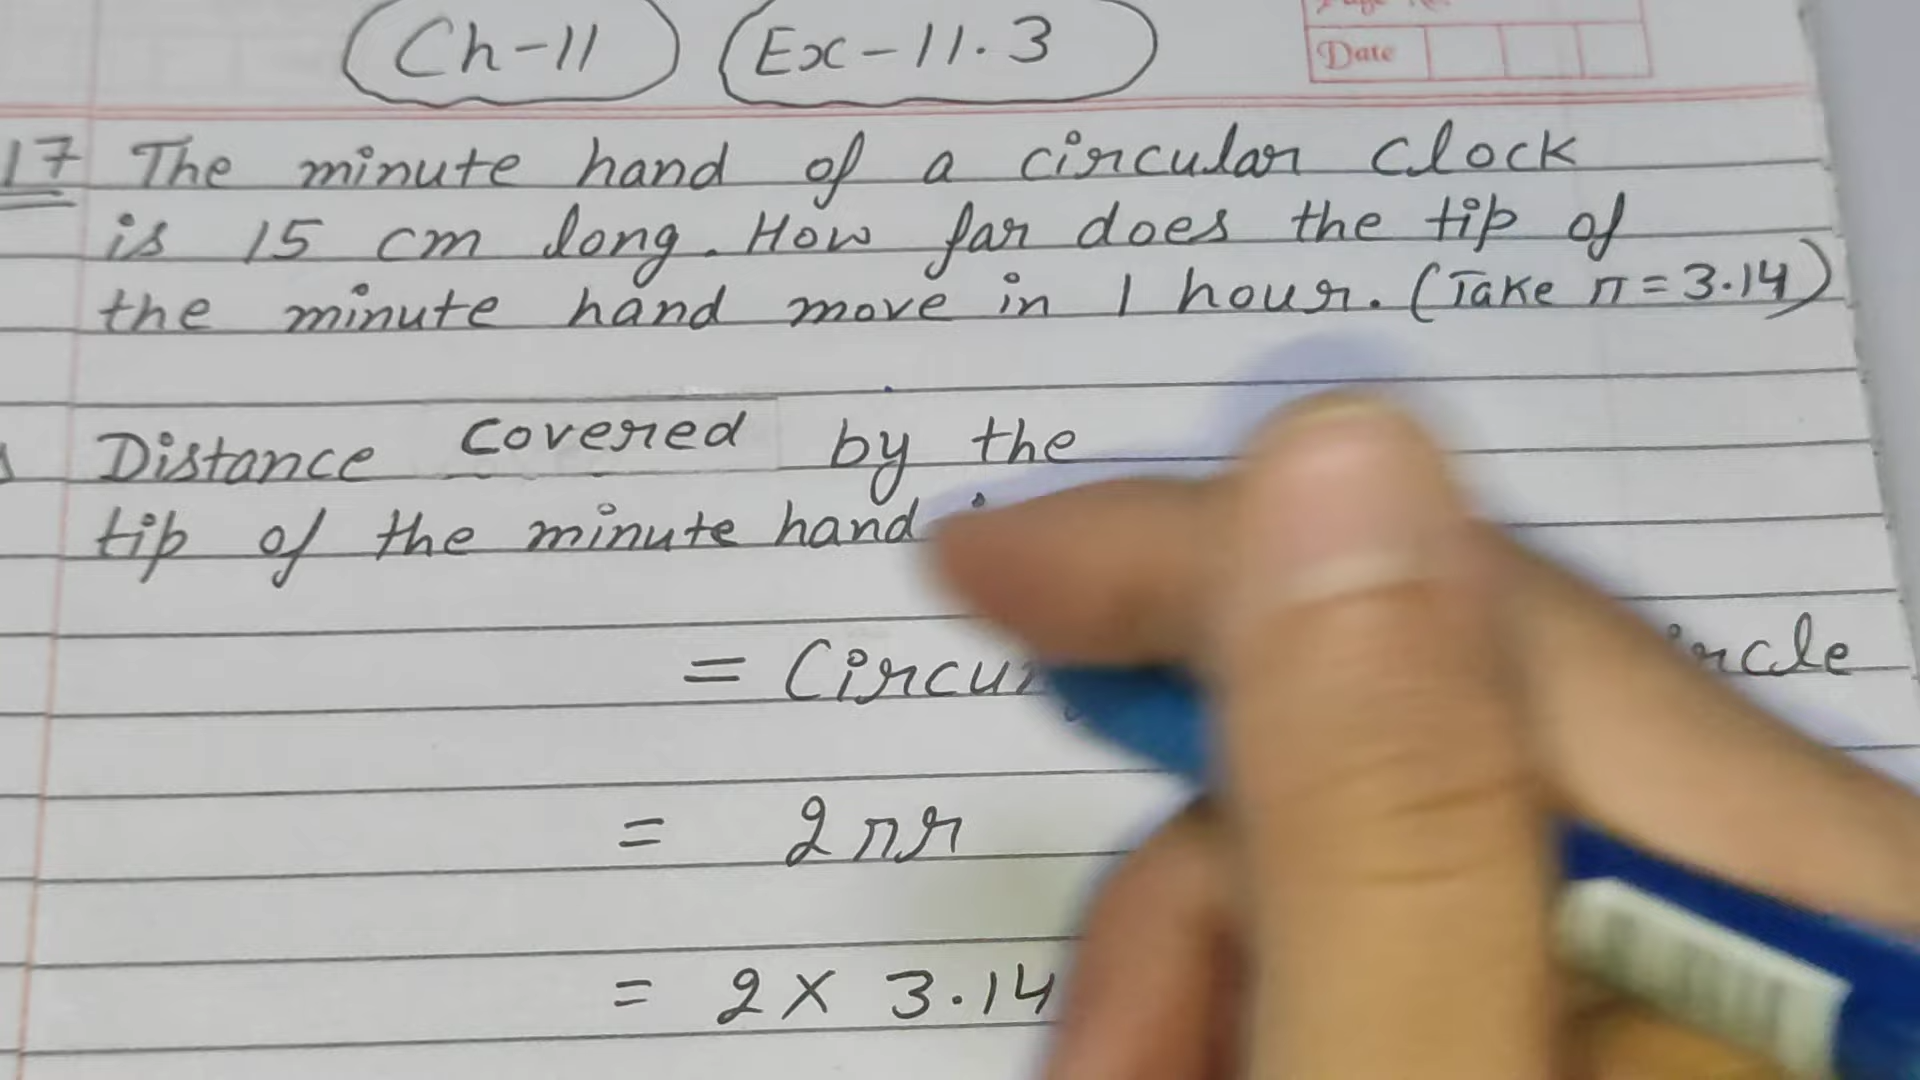 Ch-11 Ex-11.3
Date
17 The minute hand of a circular clock
is 15 cm long. How far does the tip of
the minute hand move in 1 hour. (Take π = 3.14)
Distance covered by the
tip of the minute hand
=
= 2πr
= 2 × 3.14